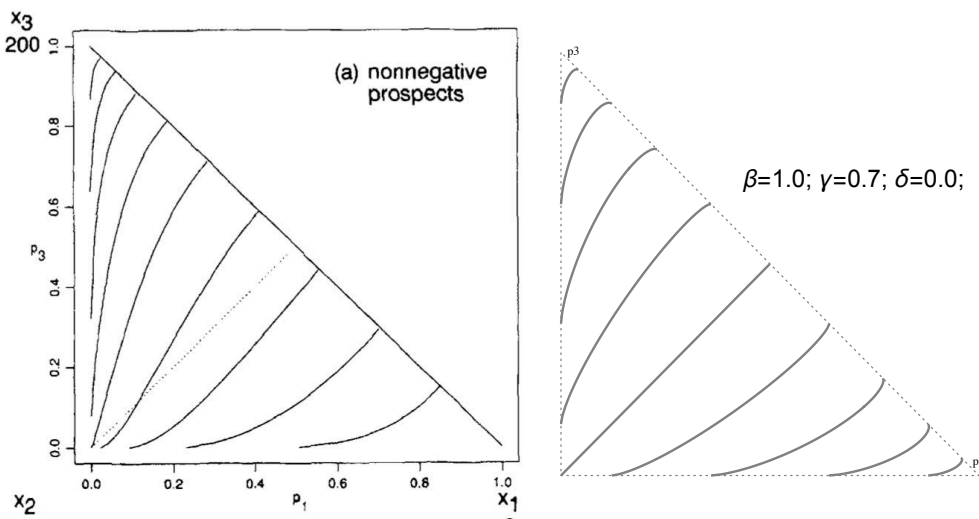 x3
200
1.0
0.8
0.6
0.4
0.2
0.0
p3
(a) nonnegative
prospects
0.0
0.2
0.4
0.6
0.8
1.0
x2
p1
x1
p3
β=1.0; γ=0.7; δ=0.0;
p